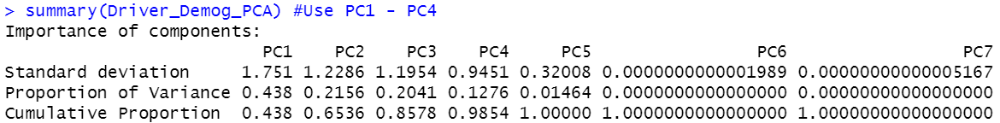 > summary(Driver_Demog_PCA) #Use PC1 - PC4
Importance of components:
PC1 PC2 PC3 PC4 PC5 PC6 PC7
Standard deviation 1.751 1.2286 1.1954 0.9451 0.32008 0.0000000000001989 0.00000000000005167
Proportion of Variance 0.438 0.2156 0.2041 0.1276 0.01464 0.0000000000000000 0.00000000000000000
Cumulative Proportion 0.438 0.6536 0.8578 0.9854 1.00000 1.0000000000000000 1.00000000000000000